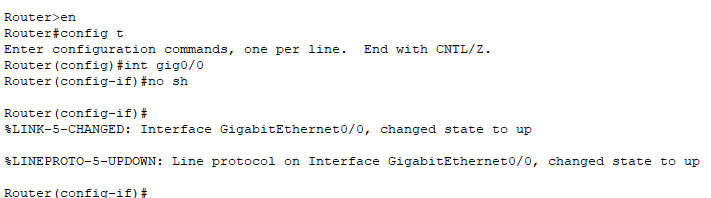 Router>en
Router#config t
Enter configuration commands, one per line.  End with CNTL/Z.
Router(config)#int gig0/0
Router(config-if)#no sh
Router(config-if)#
%LINK-5-CHANGED: Interface GigabitEthernet0/0, changed state to up
%LINEPROTO-5-UPDOWN: Line protocol on Interface GigabitEthernet0/0, changed state to up
Router(config-if)#